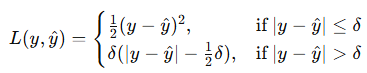 L(y, ŷ) = { ½(y − ŷ)², if |y − ŷ| ≤ δ
δ(|y − ŷ| − ½δ), if |y − ŷ| > δ